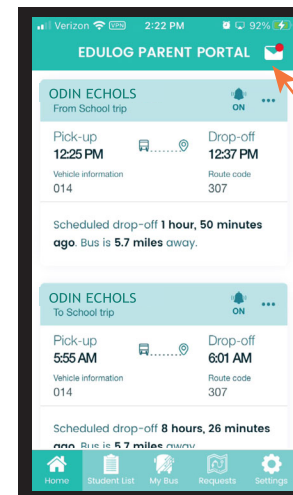 Verizon VPN 2:22 PM 92%
EDULOG PARENT PORTAL
ODIN ECHOLS
From School trip
ON
Pick-up Drop-off
12:25 PM 12:37 PM
Vehicle information Route code
014 307
Scheduled drop-off 1 hour, 50 minutes
ago. Bus is 5.7 miles away.
ODIN ECHOLS
To School trip
ON
Pick-up Drop-off
5:55 AM 6:01 AM
Vehicle information Route code
014 307
Scheduled drop-off 8 hours, 26 minutes
ago. Bus is 5.7 miles away
Home Student List My Bus Requests Settings